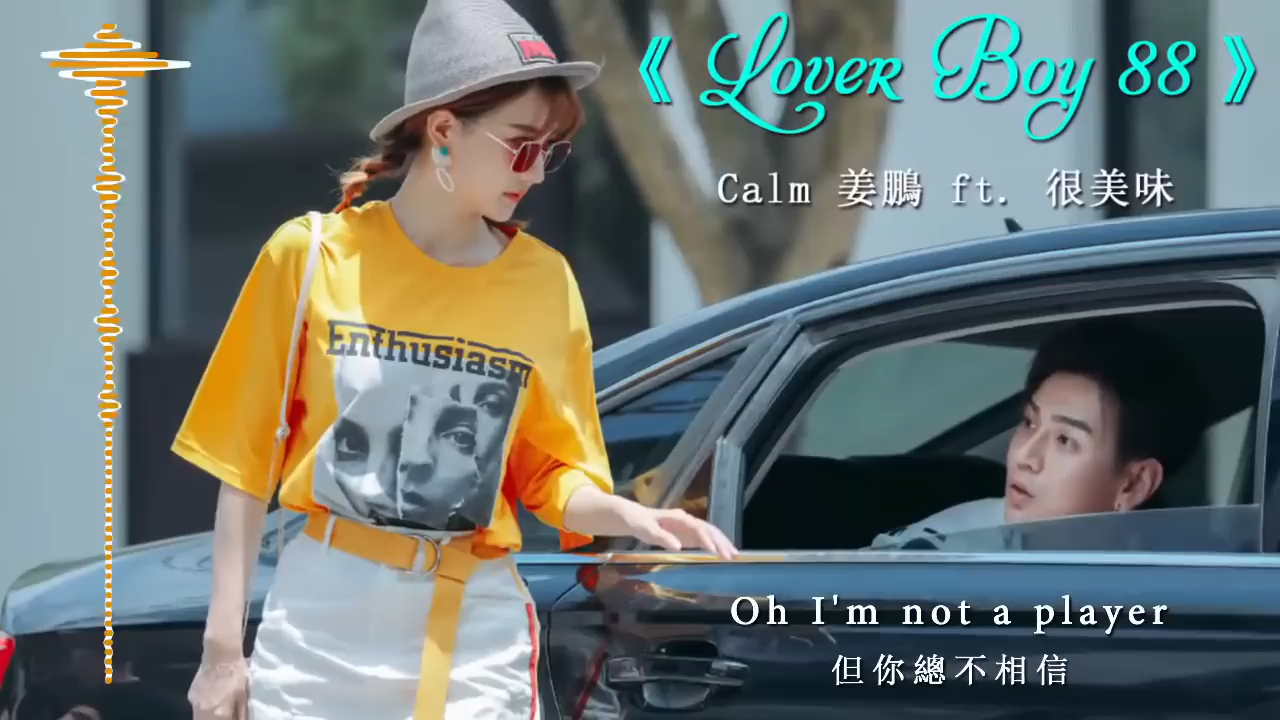 《 Lover Boy 88 》
Calm 姜鵬 ft. 很美味
Enthusiasm
Oh I'm not a player
但你總不相信